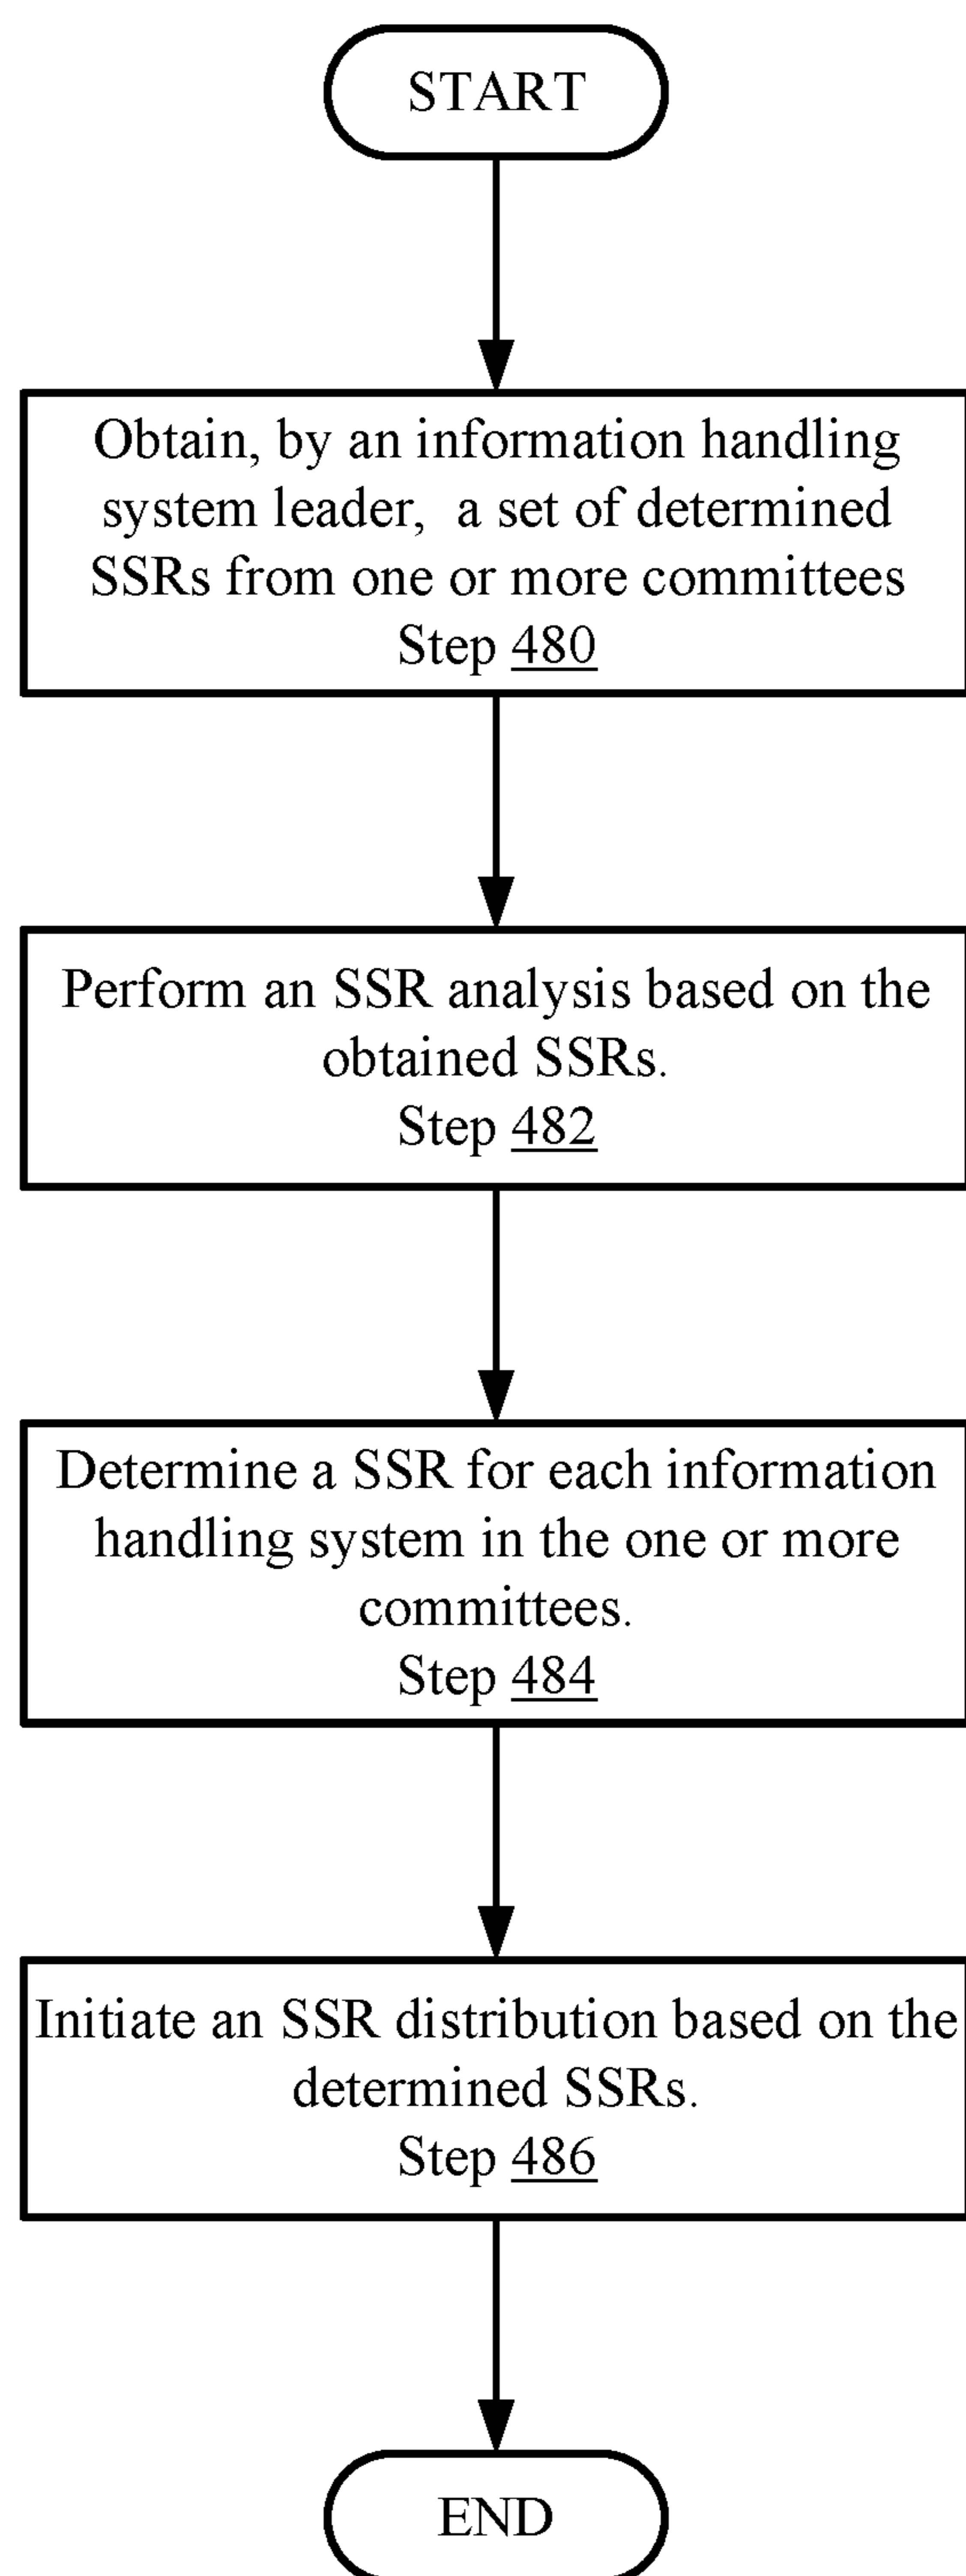 START
Obtain, by an information handling
system leader,  a set of determined
SSRs from one or more committees
Step 480
Perform an SSR analysis based on the
obtained SSRs.
Step 482
Determine a SSR for each information
handling system in the one or more
committees.
Step 484
Initiate an SSR distribution based on the
determined SSRs.
Step 486
END